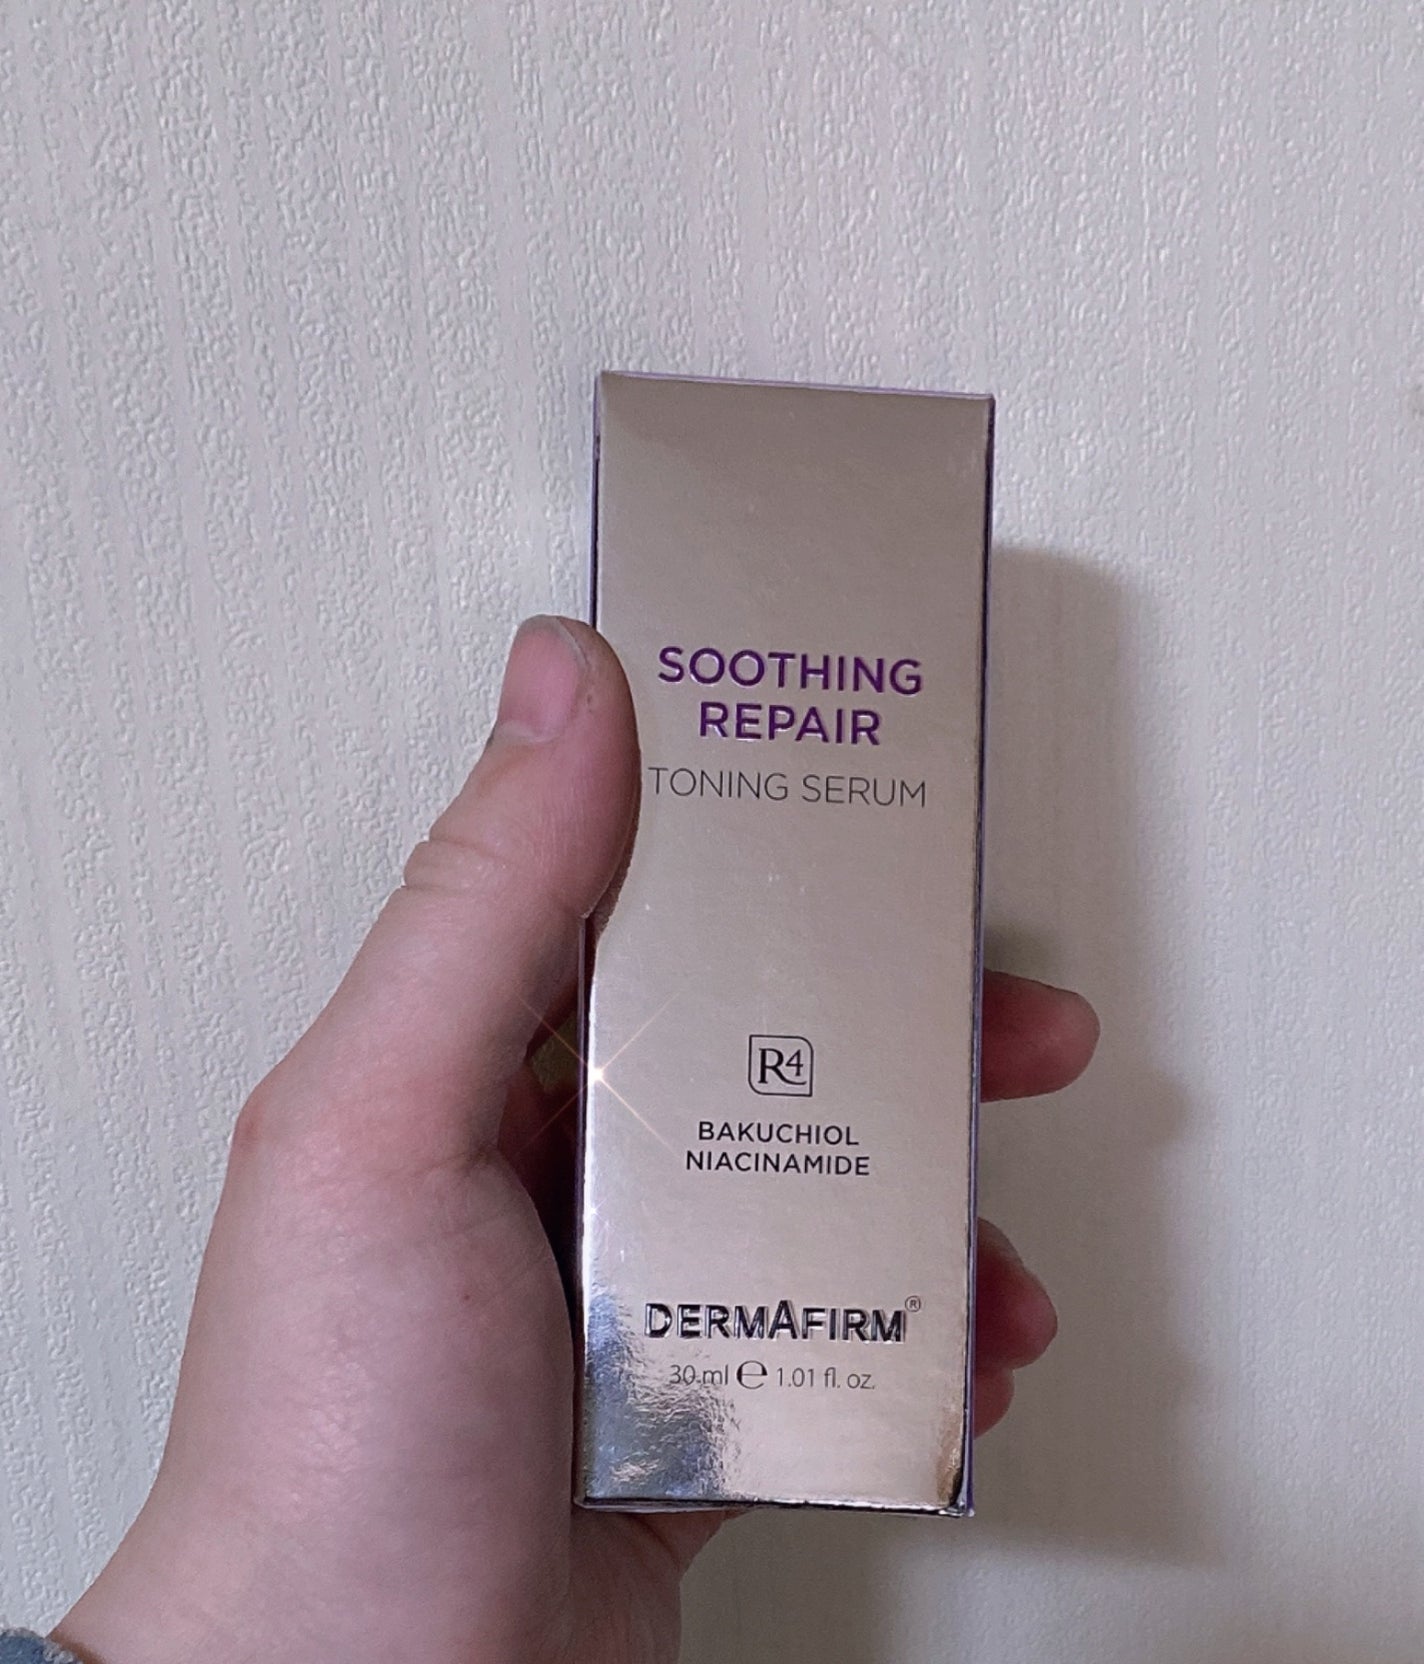 SOOTHING
REPAIR
TONING SERUM
R4
BAKUCHIOL
NIACINAMIDE
DERMAFIRM®
30 ml e 1.01 fl. oz.